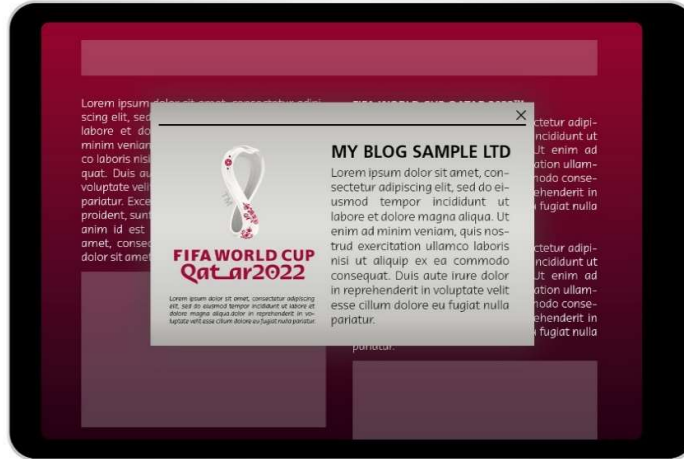 Lorem ipsum
scing elit, sed
labore et do
minim venian
co laboris nisi
quat. Duis au
voluptate veli
pariatur. Exce
proident, sunt
anim id est
amet, consec
dolor sit amet
FIFA WORLD CUP QATAR 2022™
ctetur adipi-
ncididunt ut
Ut enim ad
ation ullam-
modo conse-
ehenderit in
fugiat nulla
ctetur adipi-
ncididunt ut
Ut enim ad
ation ullam-
modo conse-
ehenderit in
fugiat nulla
pariatur.
TM
FIFA WORLD CUP
Qatar2022
Lorem ipsum dolor sit amet, consectetur adipiscing
elit, sed do eiusmod tempor incididunt ut labore et
dolore magna aliqua.dolor in reprehenderit in vo-
luptate velit esse cillum dolore eu fugiat nulla pariatur
MY BLOG SAMPLE LTD
Lorem ipsum dolor sit amet, con-
sectetur adipiscing elit, sed do ei-
usmod tempor incididunt ut
labore et dolore magna aliqua. Ut
enim ad minim veniam, quis nos-
trud exercitation ullamco laboris
nisi ut aliquip ex ea commodo
consequat. Duis aute irure dolor
in reprehenderit in voluptate velit
esse cillum dolore eu fugiat nulla
pariatur.